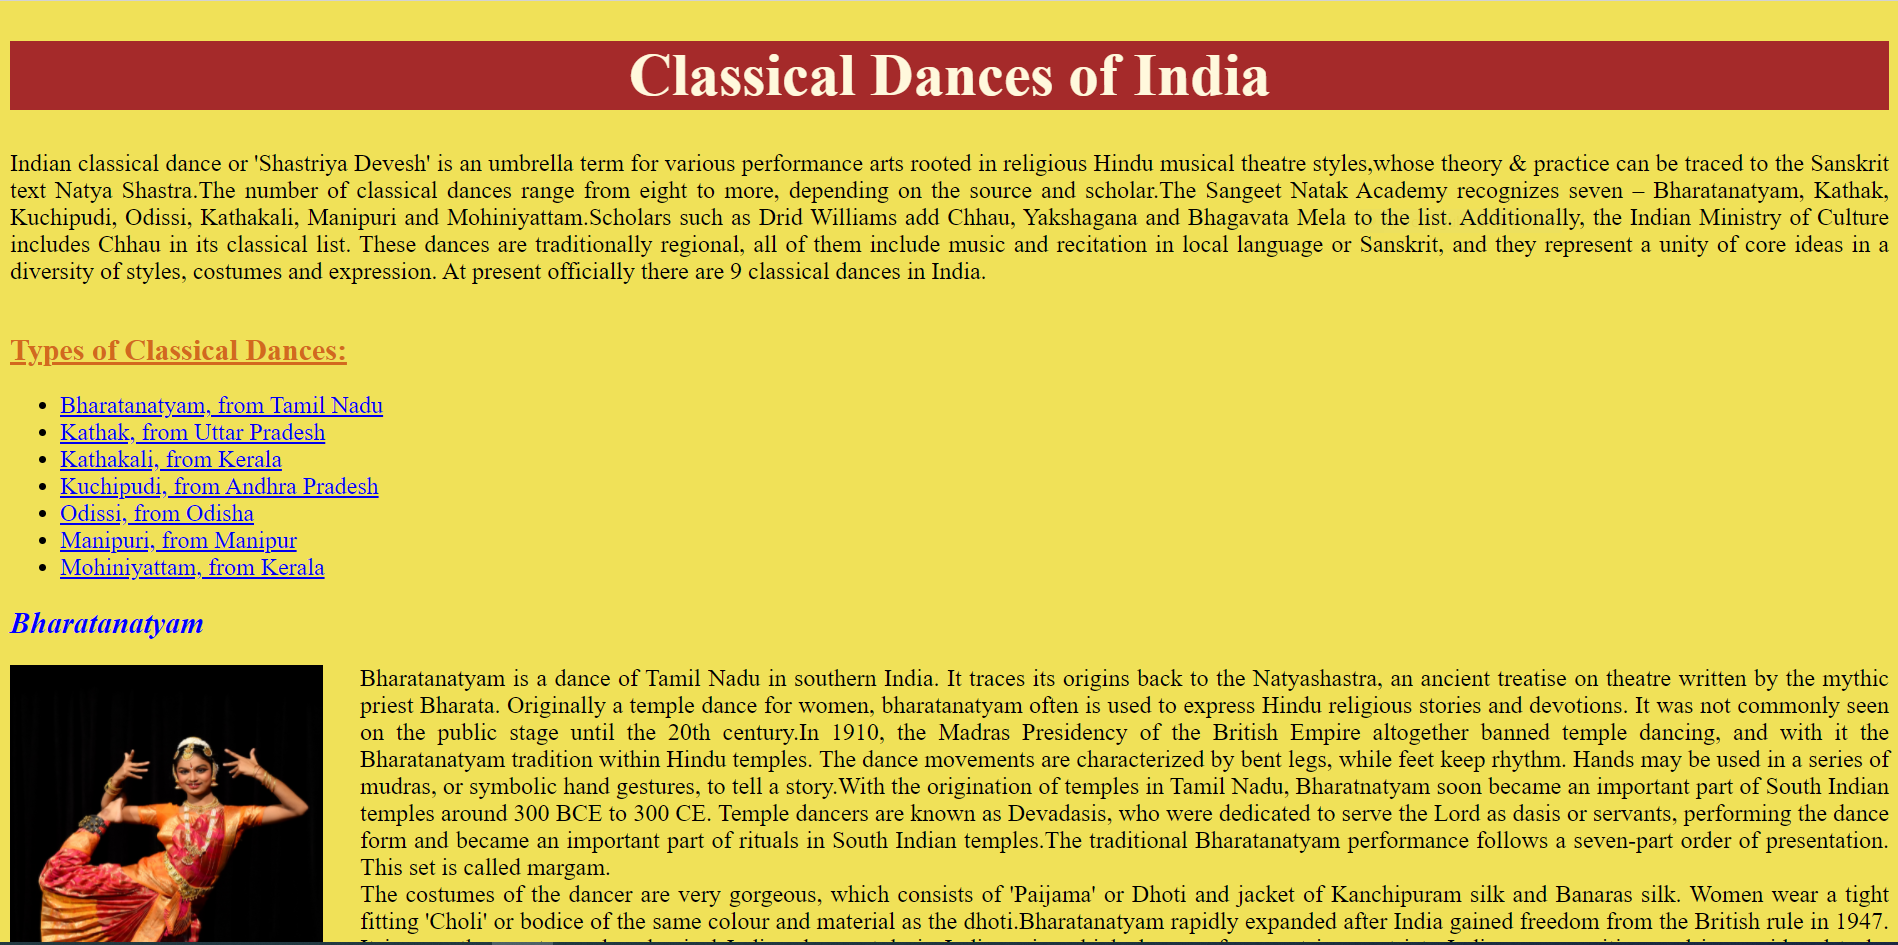 Classical Dances of India
Indian classical dance or 'Shastriya Devesh' is an umbrella term for various performance arts rooted in religious Hindu musical theatre styles,whose theory & practice can be traced to the Sanskrit
text Natya Shastra.The number of classical dances range from eight to more, depending on the source and scholar.The Sangeet Natak Academy recognizes seven – Bharatanatyam, Kathak,
Kuchipudi, Odissi, Kathakali, Manipuri and Mohiniyattam.Scholars such as Drid Williams add Chhau, Yakshagana and Bhagavata Mela to the list. Additionally, the Indian Ministry of Culture
includes Chhau in its classical list. These dances are traditionally regional, all of them include music and recitation in local language or Sanskrit, and they represent a unity of core ideas in a
diversity of styles, costumes and expression. At present officially there are 9 classical dances in India.
Types of Classical Dances:
• Bharatanatyam, from Tamil Nadu
• Kathak, from Uttar Pradesh
• Kathakali, from Kerala
• Kuchipudi, from Andhra Pradesh
• Odissi, from Odisha
• Manipuri, from Manipur
• Mohiniyattam, from Kerala
Bharatanatyam
Bharatanatyam is a dance of Tamil Nadu in southern India. It traces its origins back to the Natyashastra, an ancient treatise on theatre written by the mythic
priest Bharata. Originally a temple dance for women, bharatanatyam often is used to express Hindu religious stories and devotions. It was not commonly seen
on the public stage until the 20th century.In 1910, the Madras Presidency of the British Empire altogether banned temple dancing, and with it the
Bharatanatyam tradition within Hindu temples. The dance movements are characterized by bent legs, while feet keep rhythm. Hands may be used in a series of
mudras, or symbolic hand gestures, to tell a story.With the origination of temples in Tamil Nadu, Bharatnatyam soon became an important part of South Indian
temples around 300 BCE to 300 CE. Temple dancers are known as Devadasis, who were dedicated to serve the Lord as dasis or servants, performing the dance
form and became an important part of rituals in South Indian temples.The traditional Bharatanatyam performance follows a seven-part order of presentation.
This set is called margam.
The costumes of the dancer are very gorgeous, which consists of 'Paijama' or Dhoti and jacket of Kanchipuram silk and Banaras silk. Women wear a tight
fitting 'Choli' or bodice of the same colour and material as the dhoti.Bharatanatyam rapidly expanded after India gained freedom from the British rule in 1947.